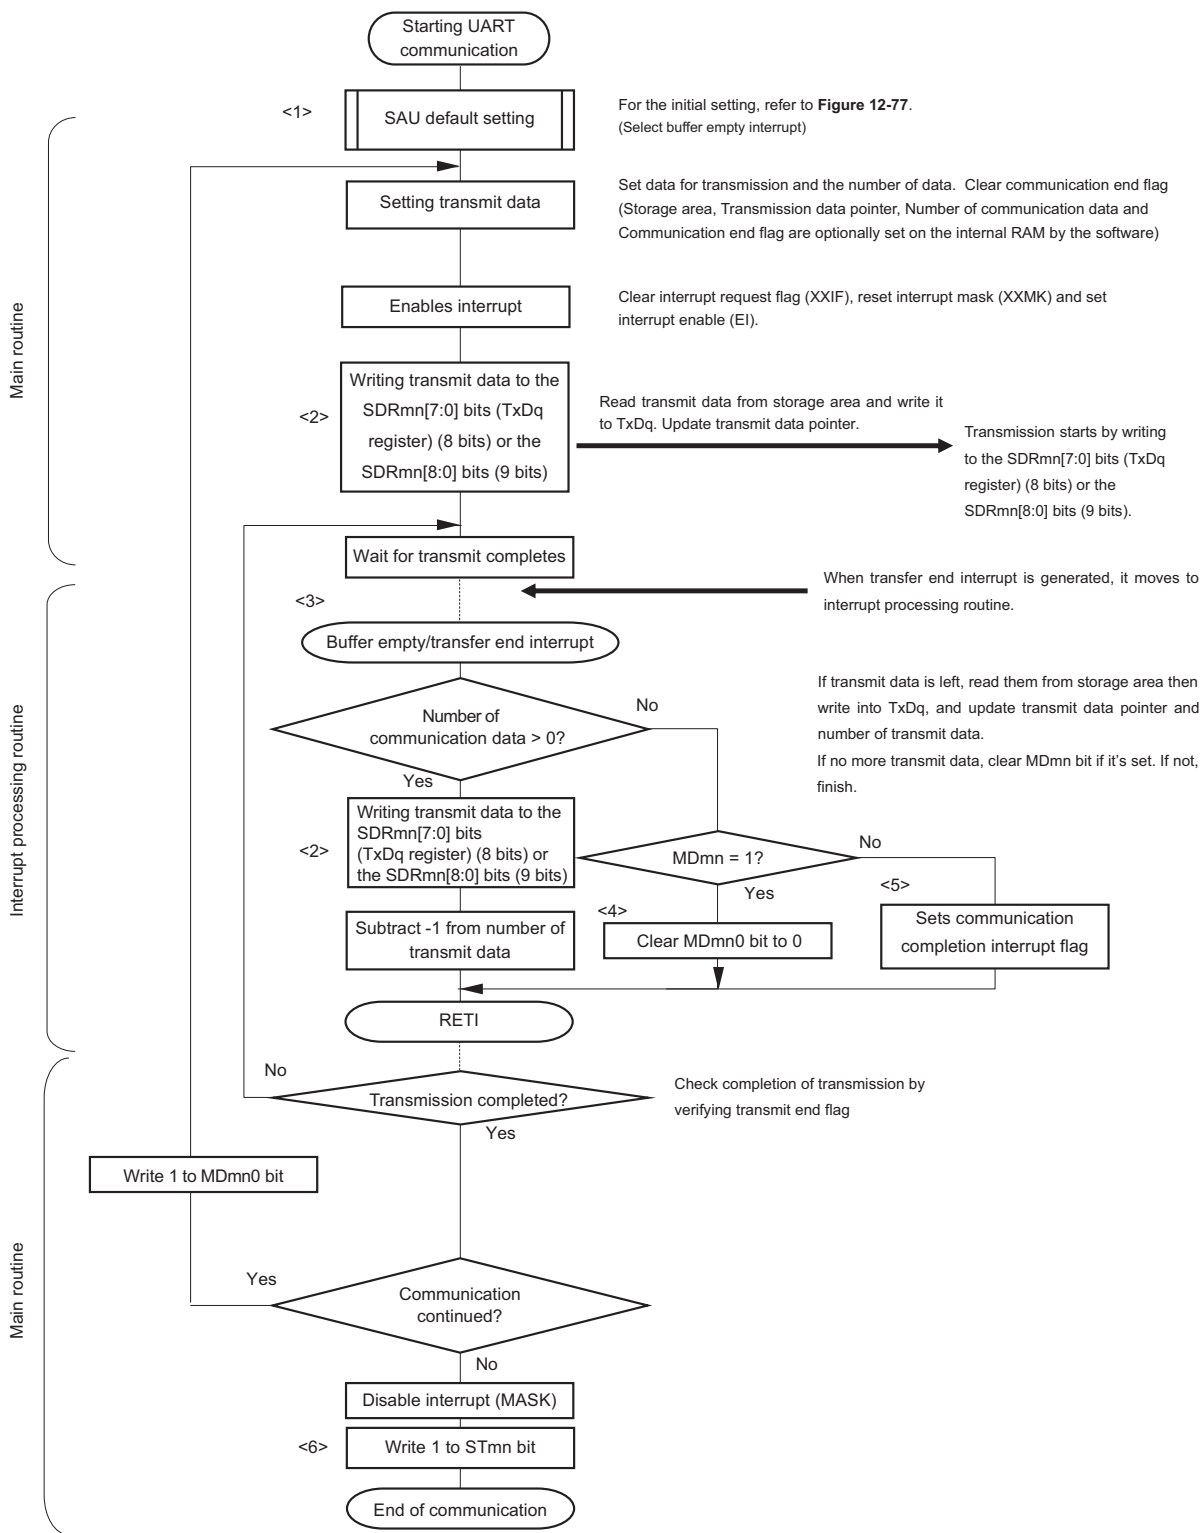 Starting UART
communication
<1>
SAU default setting
For the initial setting, refer to Figure 12-77.
(Select buffer empty interrupt)
Setting transmit data
Set data for transmission and the number of data.  Clear communication end flag
(Storage area, Transmission data pointer, Number of communication data and
Communication end flag are optionally set on the internal RAM by the software)
Main routine
Enables interrupt
Clear interrupt request flag (XXIF), reset interrupt mask (XXMK) and set
interrupt enable (EI).
<2>
Writing transmit data to the
SDRmn[7:0] bits (TxDq
register) (8 bits) or the
SDRmn[8:0] bits (9 bits)
Read transmit data from storage area and write it
to TxDq. Update transmit data pointer.
Transmission starts by writing
to the SDRmn[7:0] bits (TxDq
register) (8 bits) or the
SDRmn[8:0] bits (9 bits).
Wait for transmit completes
When transfer end interrupt is generated, it moves to
interrupt processing routine.
<3>
Buffer empty/transfer end interrupt
Interrupt processing routine
Number of
communication data > 0?
No
Yes
If transmit data is left, read them from storage area then
write into TxDq, and update transmit data pointer and
number of transmit data.
If no more transmit data, clear MDmn bit if it's set. If not,
finish.
<2>
Writing transmit data to the
SDRmn[7:0] bits
(TxDq register) (8 bits) or
the SDRmn[8:0] bits (9 bits)
MDmn = 1?
No
Yes
<4>
<5>
Subtract -1 from number of
transmit data
Clear MDmn0 bit to 0
Sets communication
completion interrupt flag
RETI
No
Transmission completed?
Yes
Check completion of transmission by
verifying transmit end flag
Write 1 to MDmn0 bit
Main routine
Yes
Communication
continued?
No
Disable interrupt (MASK)
<6>
Write 1 to STmn bit
End of communication